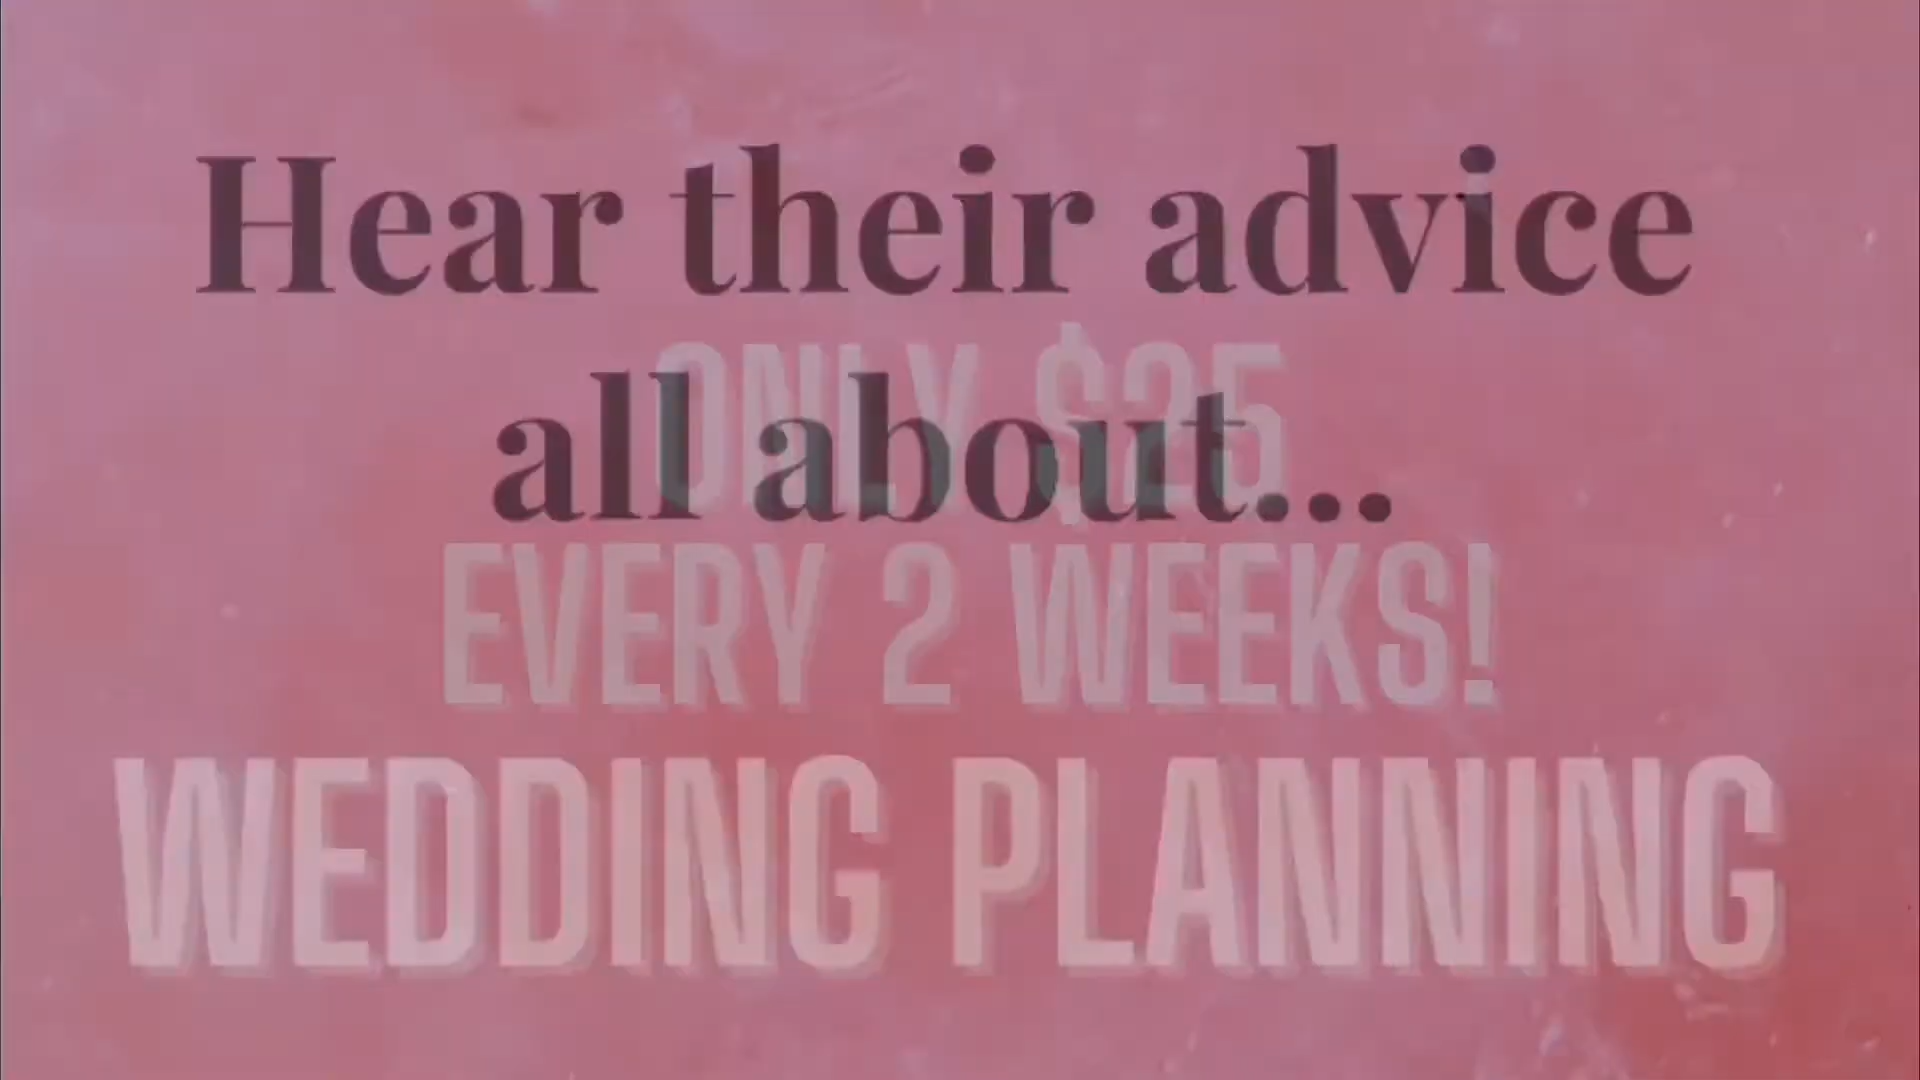 Hear their advice
ONLY $25
all about...
EVERY 2 WEEKS!
WEDDING PLANNING